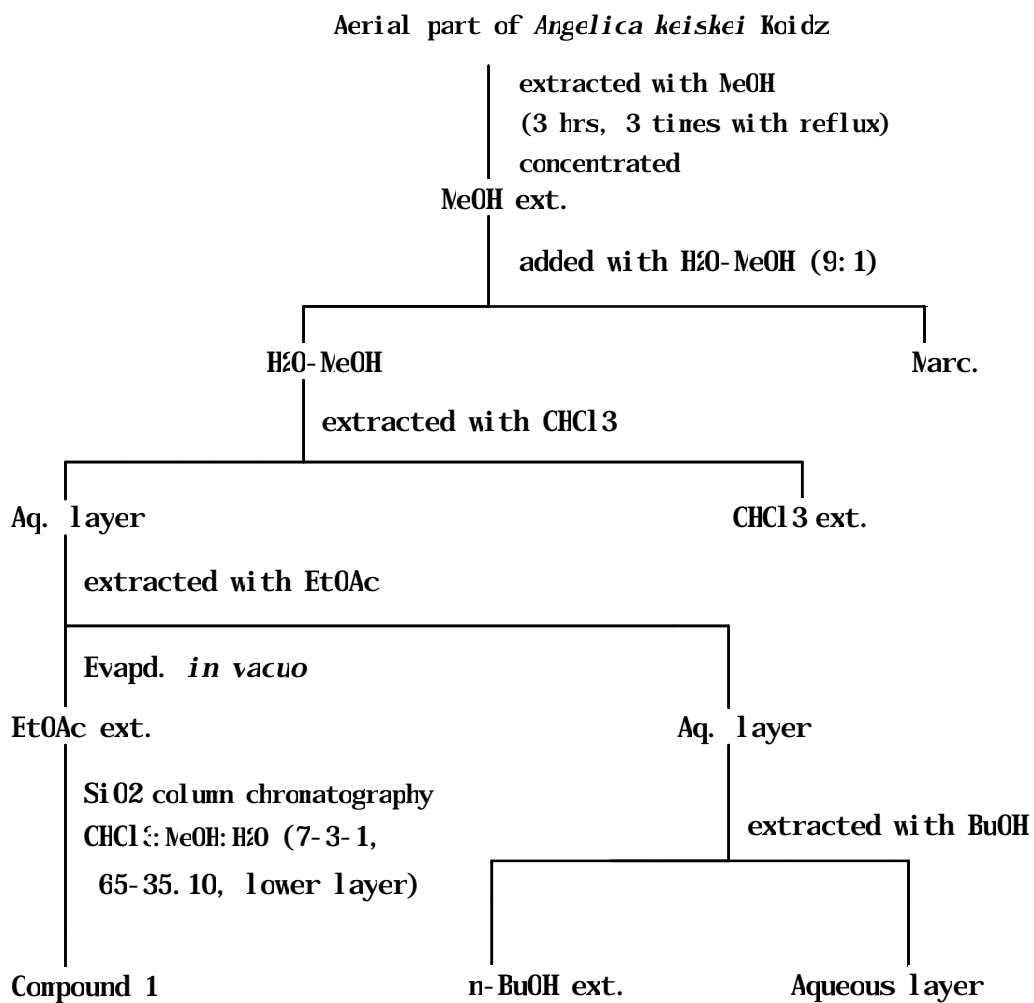 Aerial part of Angelica keiskei Koidz
extracted with MeOH
(3 hrs, 3 times with reflux)
concentrated
MeOH ext.
added with H2O-MeOH (9:1)
H2O-MeOH
Marc.
extracted with CHCl3
Aq. layer
CHCl3 ext.
extracted with EtOAc
Evapd. in vacuo
EtOAc ext.
Aq. layer
SiO2 column chromatography
CHCl3:MeOH:H2O (7-3-1,
65-35.10, lower layer)
extracted with BuOH
Compound 1
n-BuOH ext.
Aqueous layer